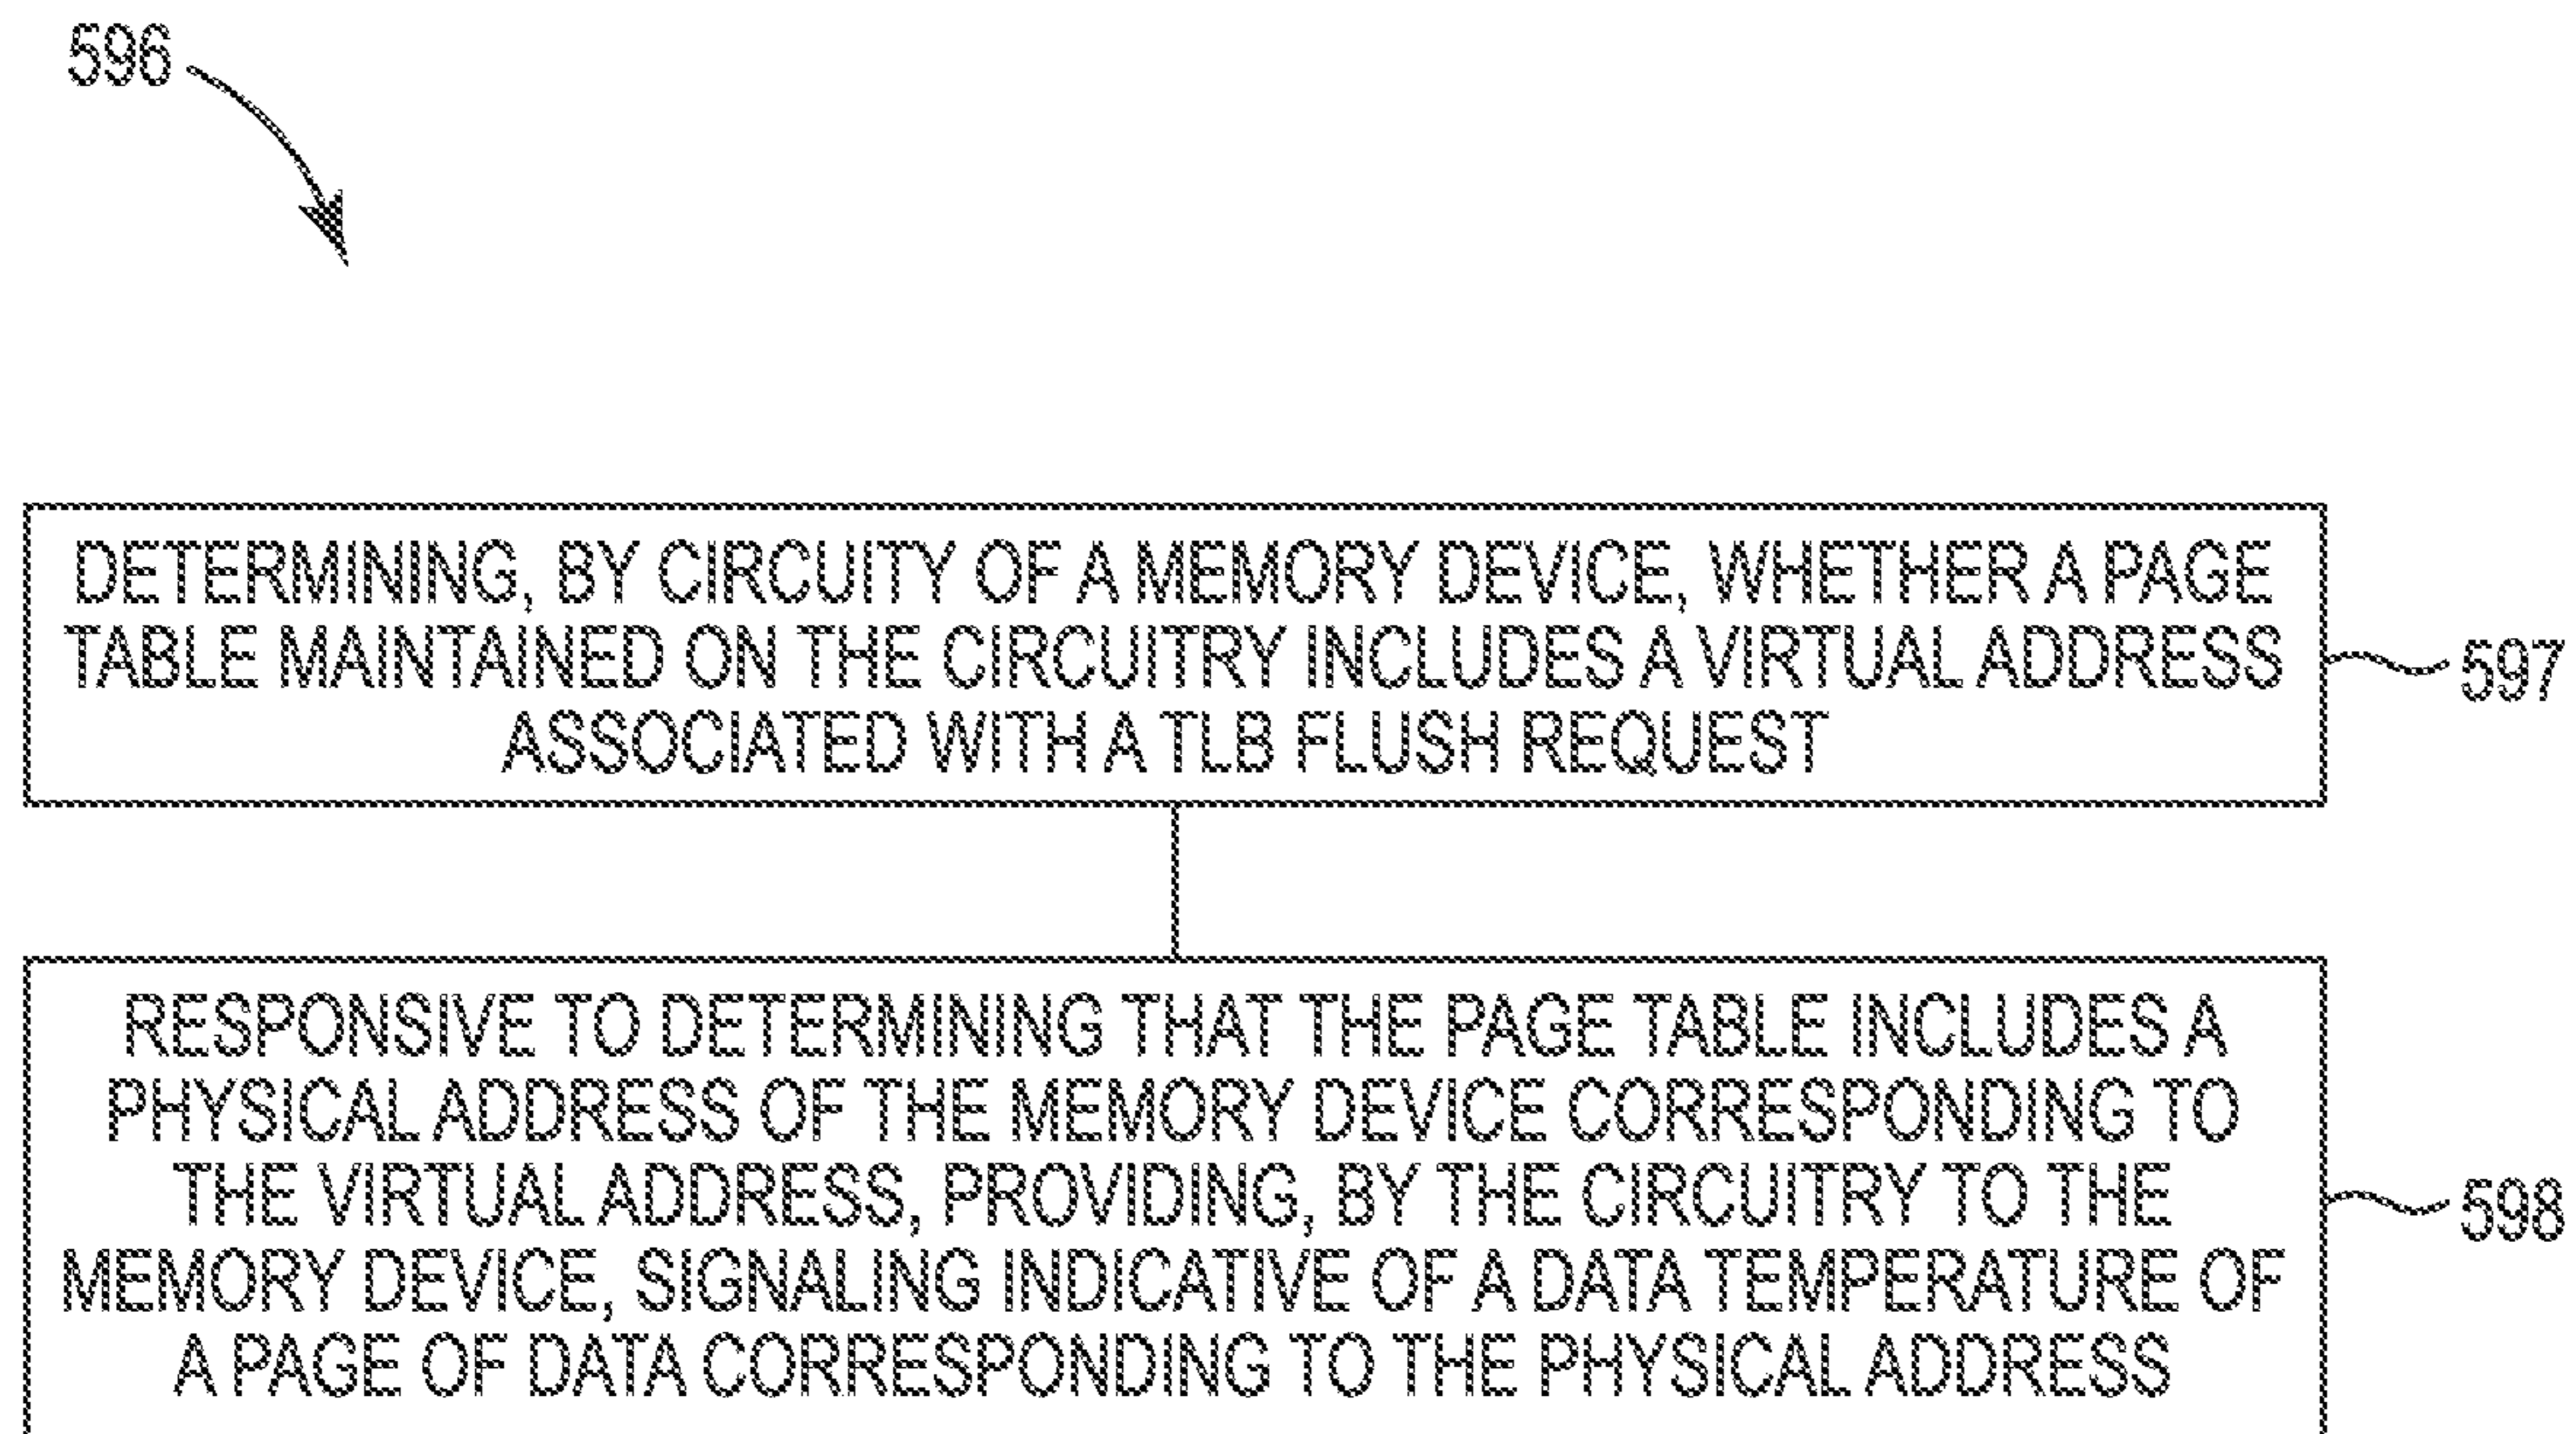 596
DETERMINING, BY CIRCUITY OF A MEMORY DEVICE, WHETHER A PAGE
TABLE MAINTAINED ON THE CIRCUITRY INCLUDES A VIRTUAL ADDRESS
ASSOCIATED WITH A TLB FLUSH REQUEST
597
RESPONSIVE TO DETERMINING THAT THE PAGE TABLE INCLUDES A
PHYSICAL ADDRESS OF THE MEMORY DEVICE CORRESPONDING TO
THE VIRTUAL ADDRESS, PROVIDING, BY THE CIRCUITRY TO THE
MEMORY DEVICE, SIGNALING INDICATIVE OF A DATA TEMPERATURE OF
A PAGE OF DATA CORRESPONDING TO THE PHYSICAL ADDRESS
598